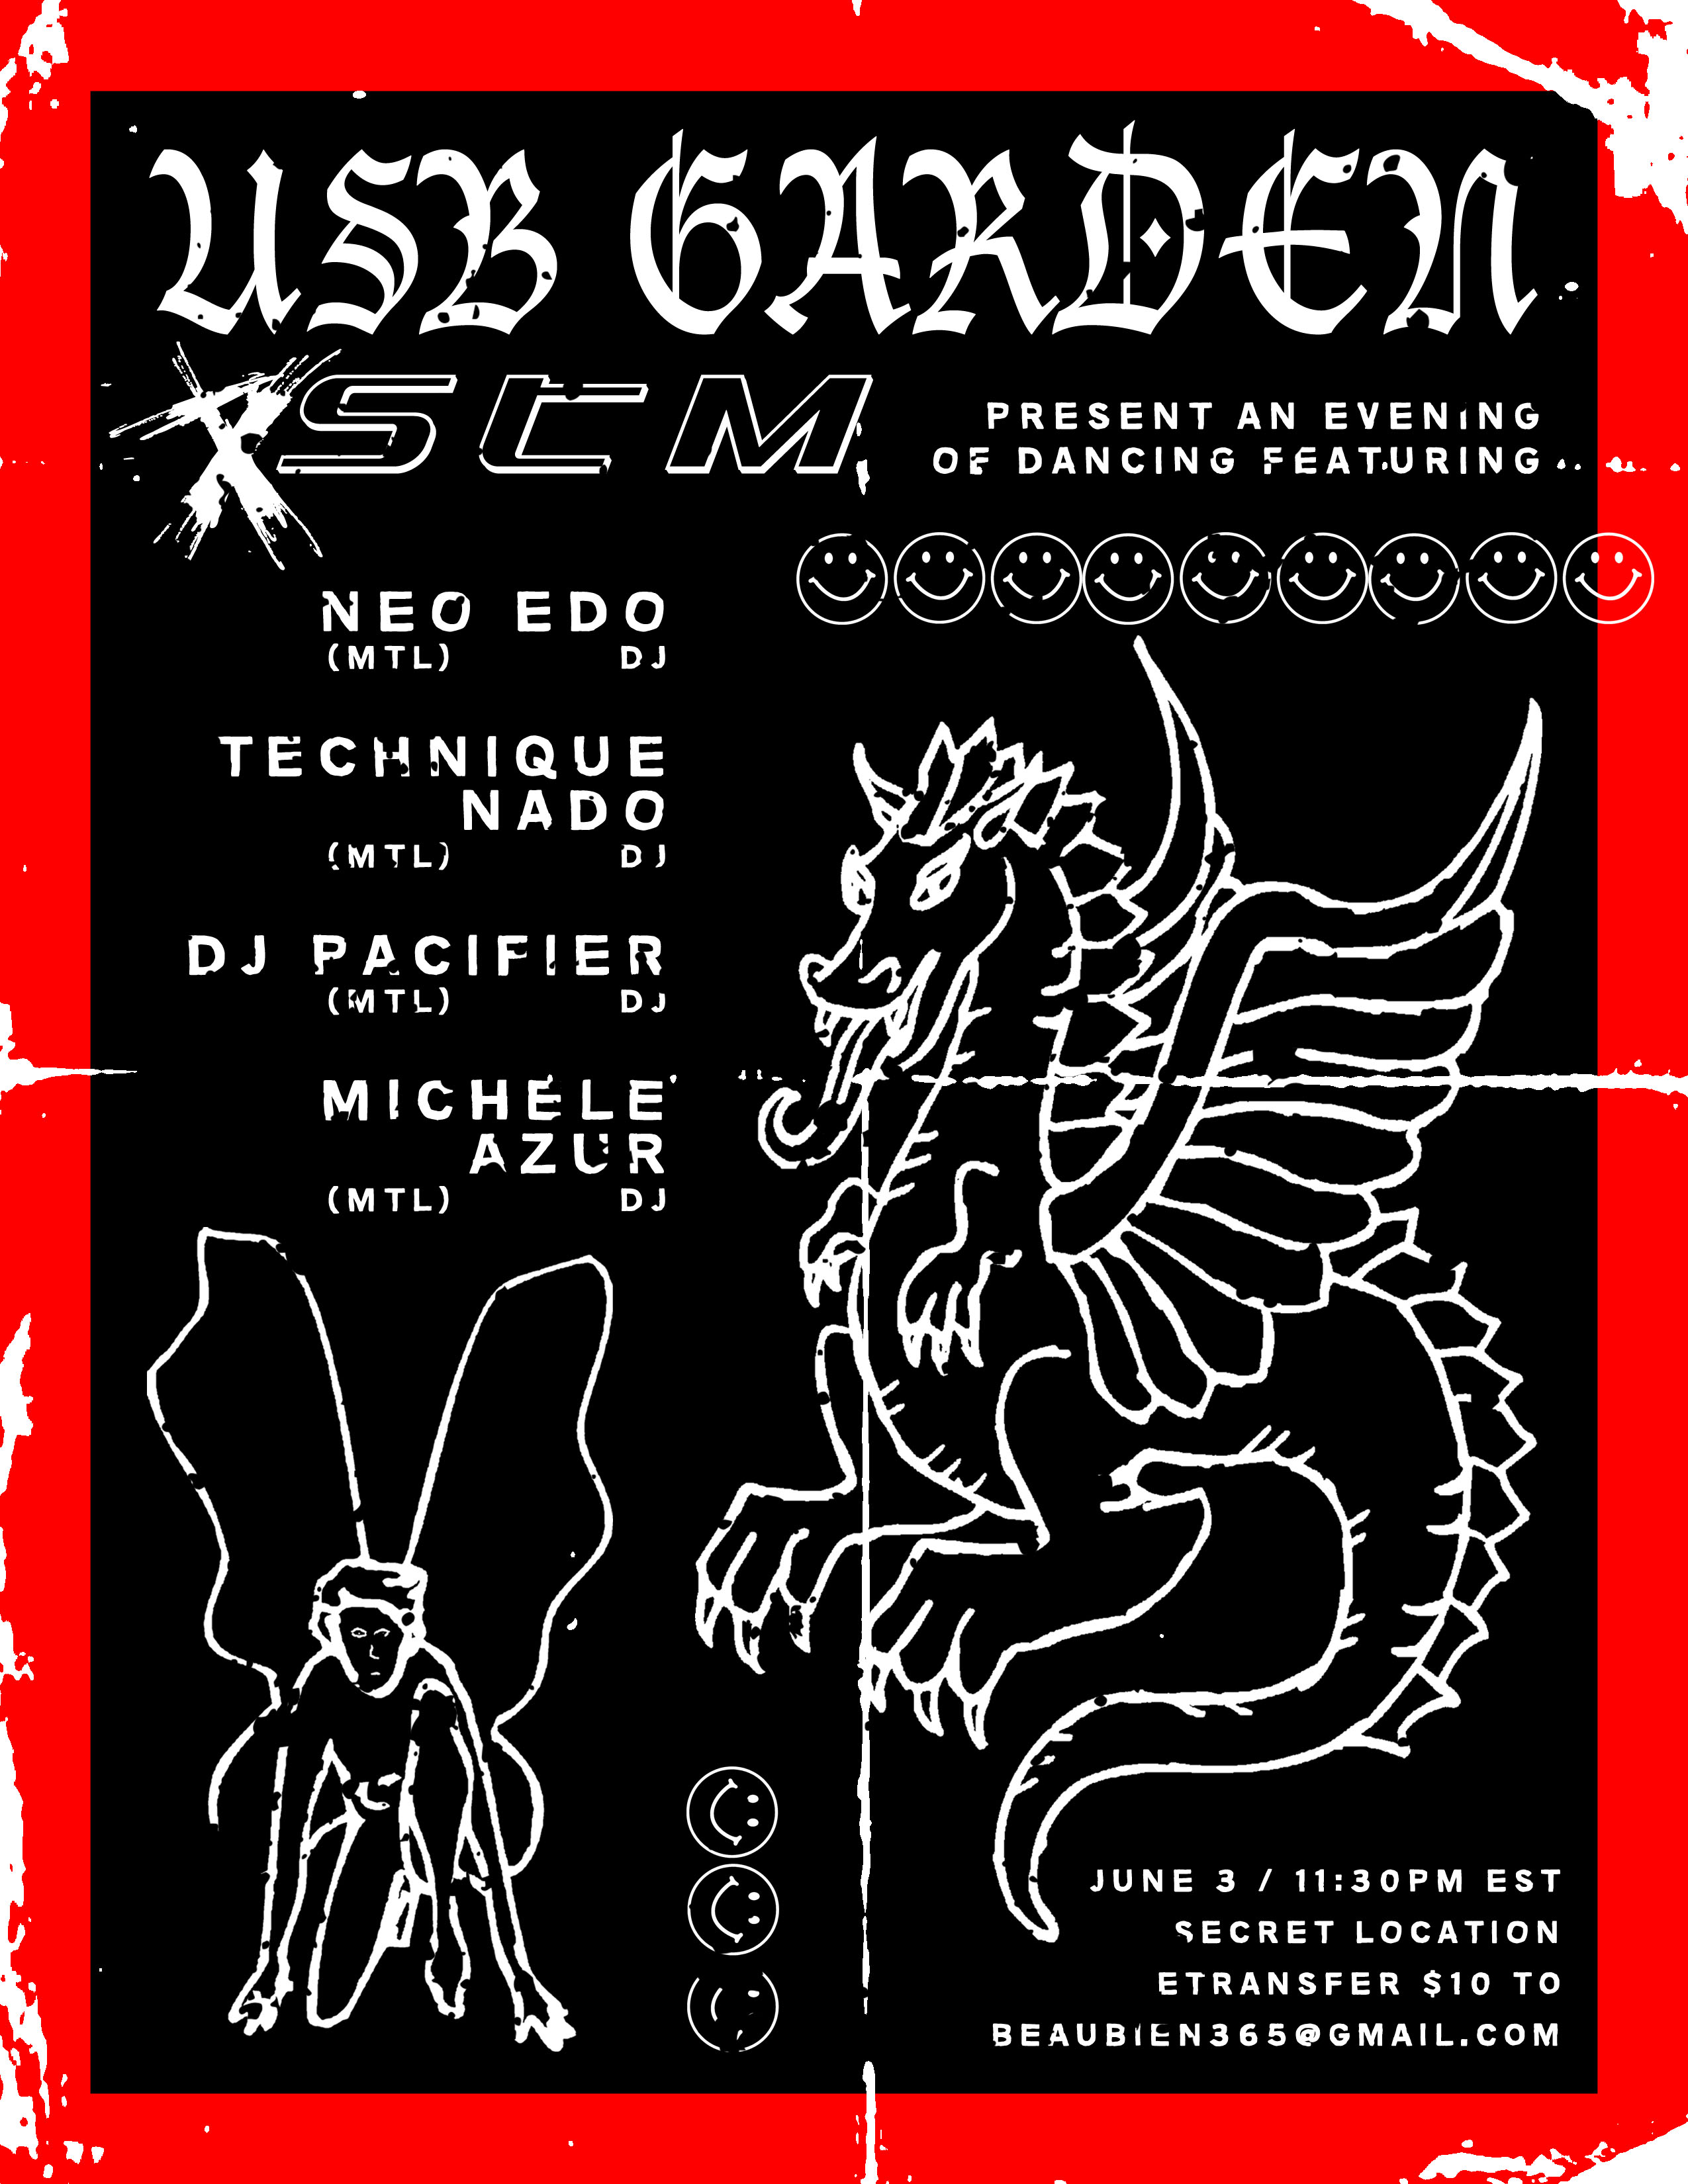 USB GARDEN
X StM
PRESENT AN EVENING
OF DANCING FEATURING...
NEO EDO
(MTL) DJ
TECHNIQUE
NADO
(MTL) DJ
DJ PACIFIER
(MTL) DJ
MICHELE
AZUR
(MTL) DJ
JUNE 3 / 11:30PM EST
SECRET LOCATION
ETRANSFER $10 TO
BEAUBIEN365@GMAIL.COM